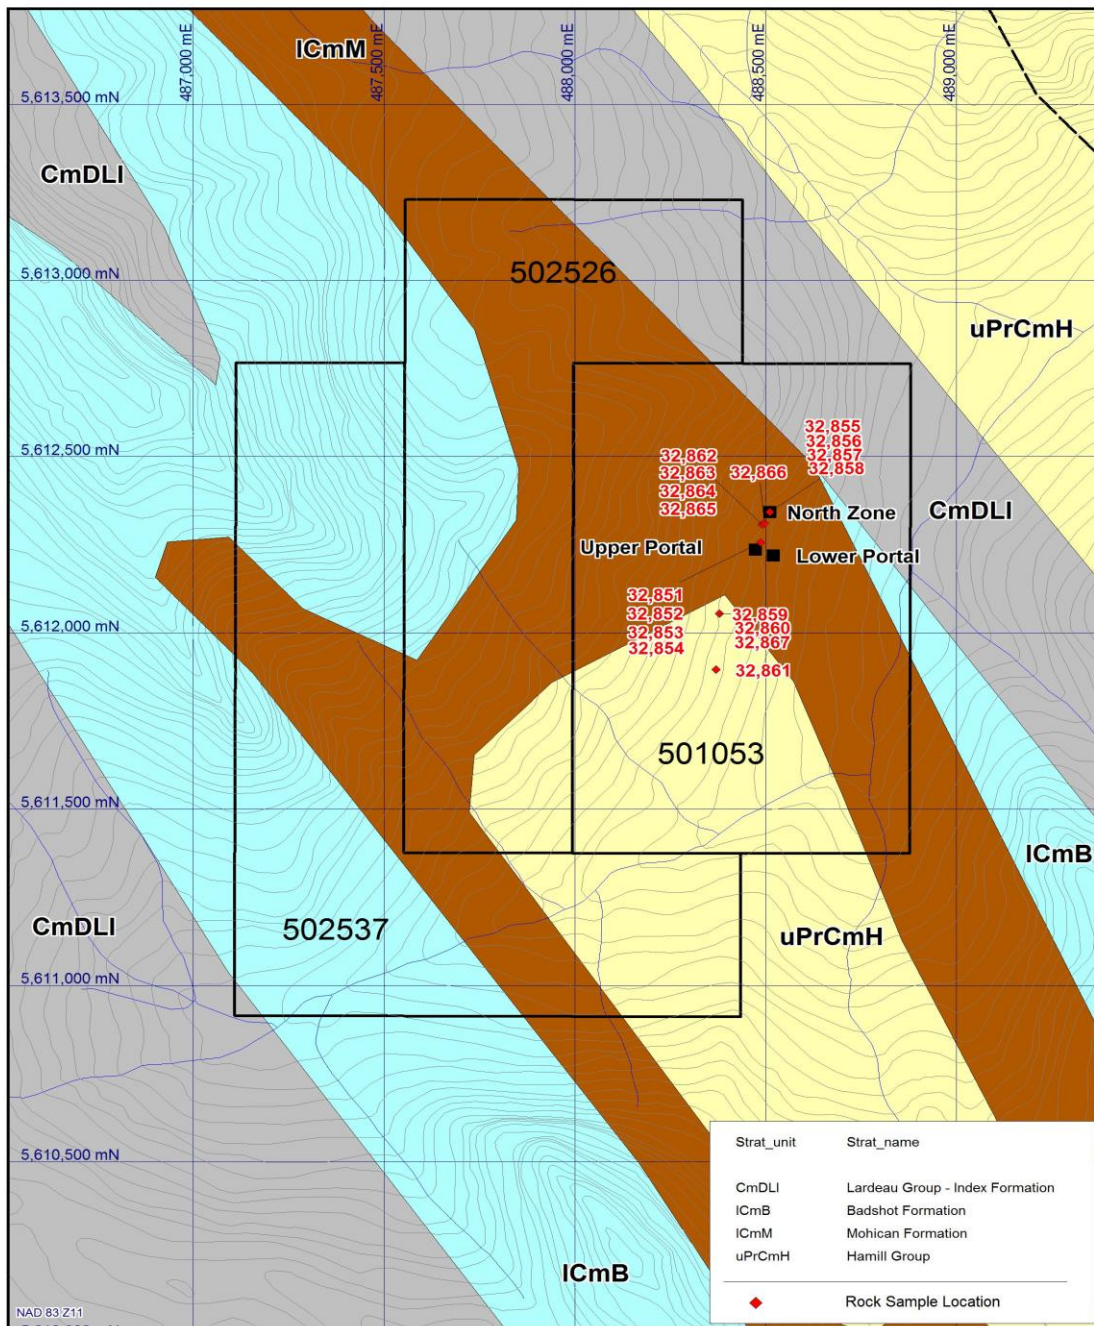 ICmM
487,000 mE
487,500 mE
488,000 mE
488,500 mE
489,000 mE
5,613,500 mN
CmDLI
5,613,000 mN
502526
uPrCmH
32,855
32,856
32,857
32,858
5,612,500 mN
32,862
32,863
32,864
32,865
32,866
CmDLI
North Zone
Upper Portal
Lower Portal
32,851
32,852
32,853
32,854
32,859
32,860
32,867
5,612,000 mN
32,861
501053
5,611,500 mN
ICmB
CmDLI
502537
uPrCmH
5,611,000 mN
5,610,500 mN
ICmB
Strat_unit Strat_name
CmDLI Lardeau Group - Index Formation
ICmB Badshot Formation
ICmM Mohican Formation
uPrCmH Hamill Group
Rock Sample Location
NAD 83 Z11